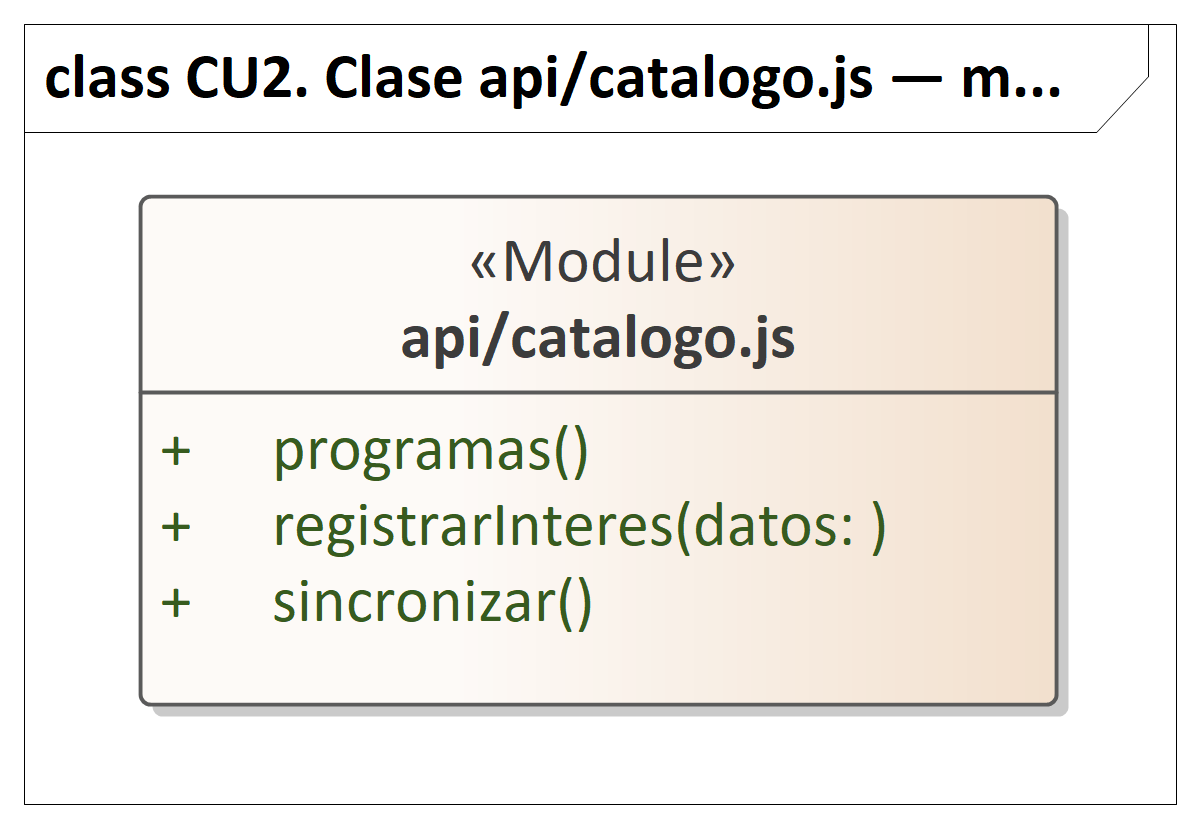 class CU2. Clase api/catalogo.js — m...
«Module»
api/catalogo.js
+ programas()
+ registrarInteres(datos: )
+ sincronizar()